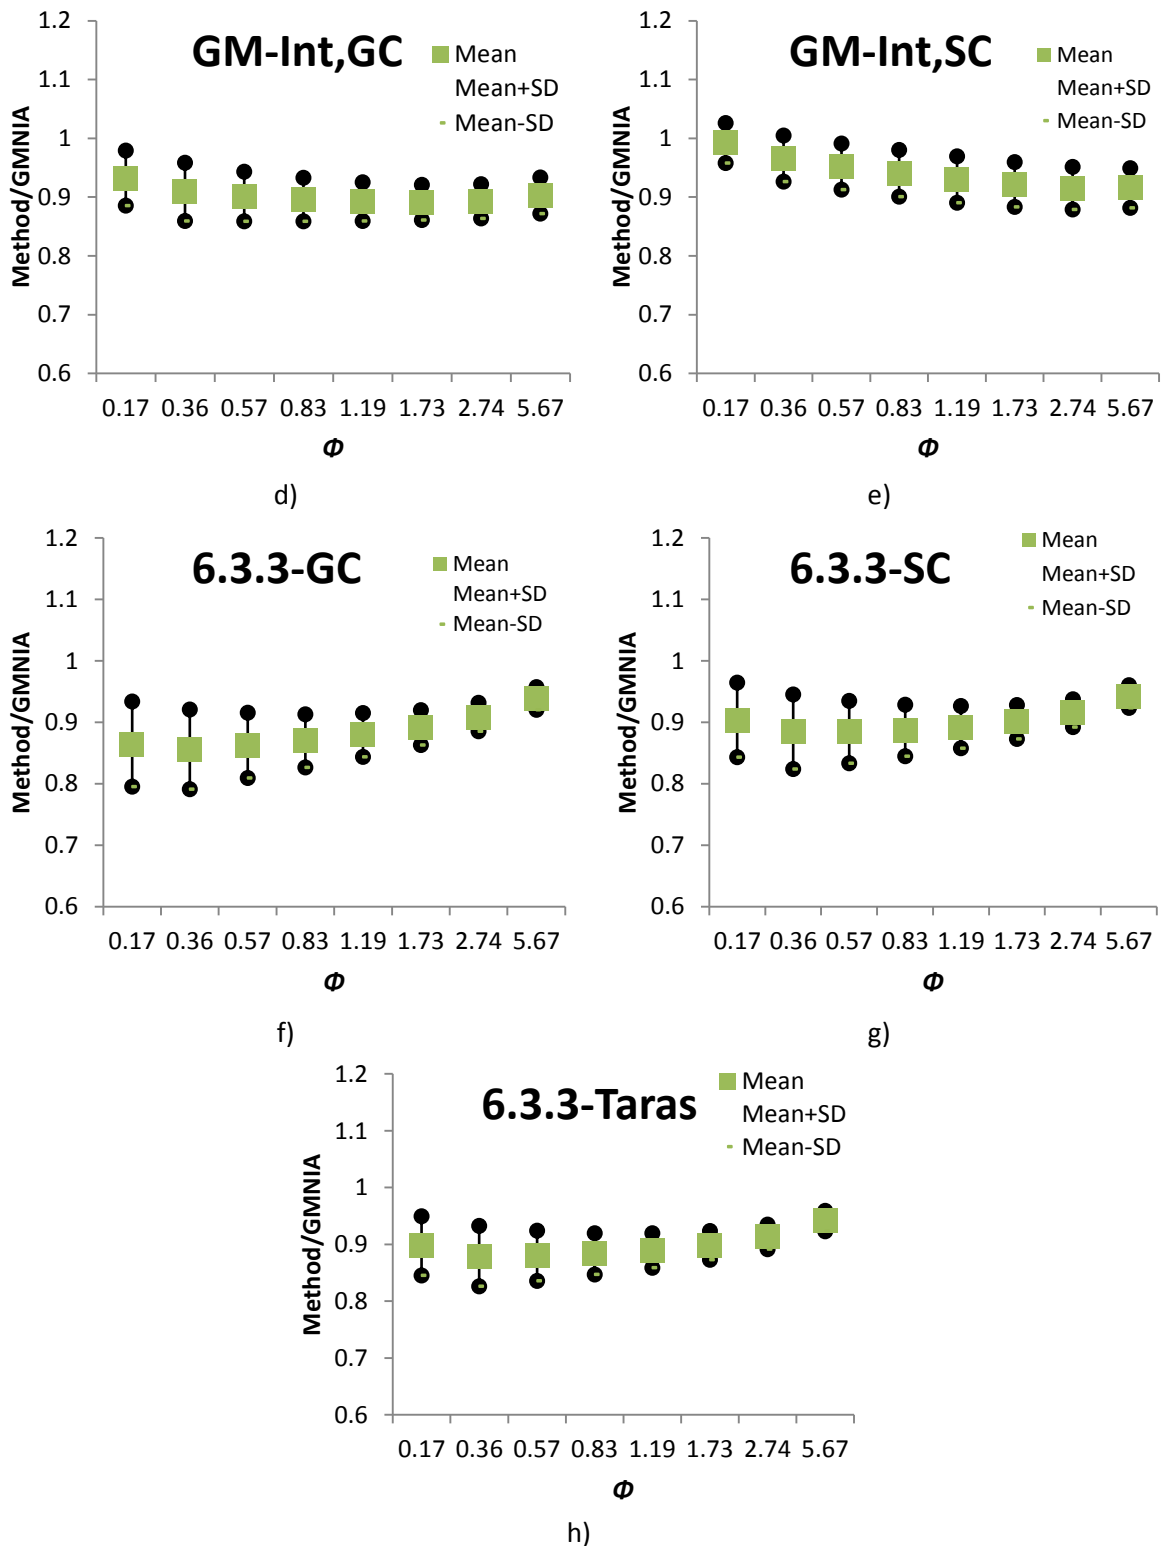 GM-Int,GC
Mean
Mean+SD
Mean-SD
1.2
1.1
1
0.9
0.8
0.7
0.6
Method/GMNIA
0.17 0.36 0.57 0.83 1.19 1.73 2.74 5.67
Φ
d)
GM-Int,SC
Mean
Mean+SD
Mean-SD
1.2
1.1
1
0.9
0.8
0.7
0.6
Method/GMNIA
0.17 0.36 0.57 0.83 1.19 1.73 2.74 5.67
Φ
e)
6.3.3-GC
Mean
Mean+SD
Mean-SD
1.2
1.1
1
0.9
0.8
0.7
0.6
Method/GMNIA
0.17 0.36 0.57 0.83 1.19 1.73 2.74 5.67
Φ
f)
6.3.3-SC
Mean
Mean+SD
Mean-SD
1.2
1.1
1
0.9
0.8
0.7
0.6
Method/GMNIA
0.17 0.36 0.57 0.83 1.19 1.73 2.74 5.67
Φ
g)
6.3.3-Taras
Mean
Mean+SD
Mean-SD
1.2
1.1
1
0.9
0.8
0.7
0.6
Method/GMNIA
0.17 0.36 0.57 0.83 1.19 1.73 2.74 5.67
Φ
h)